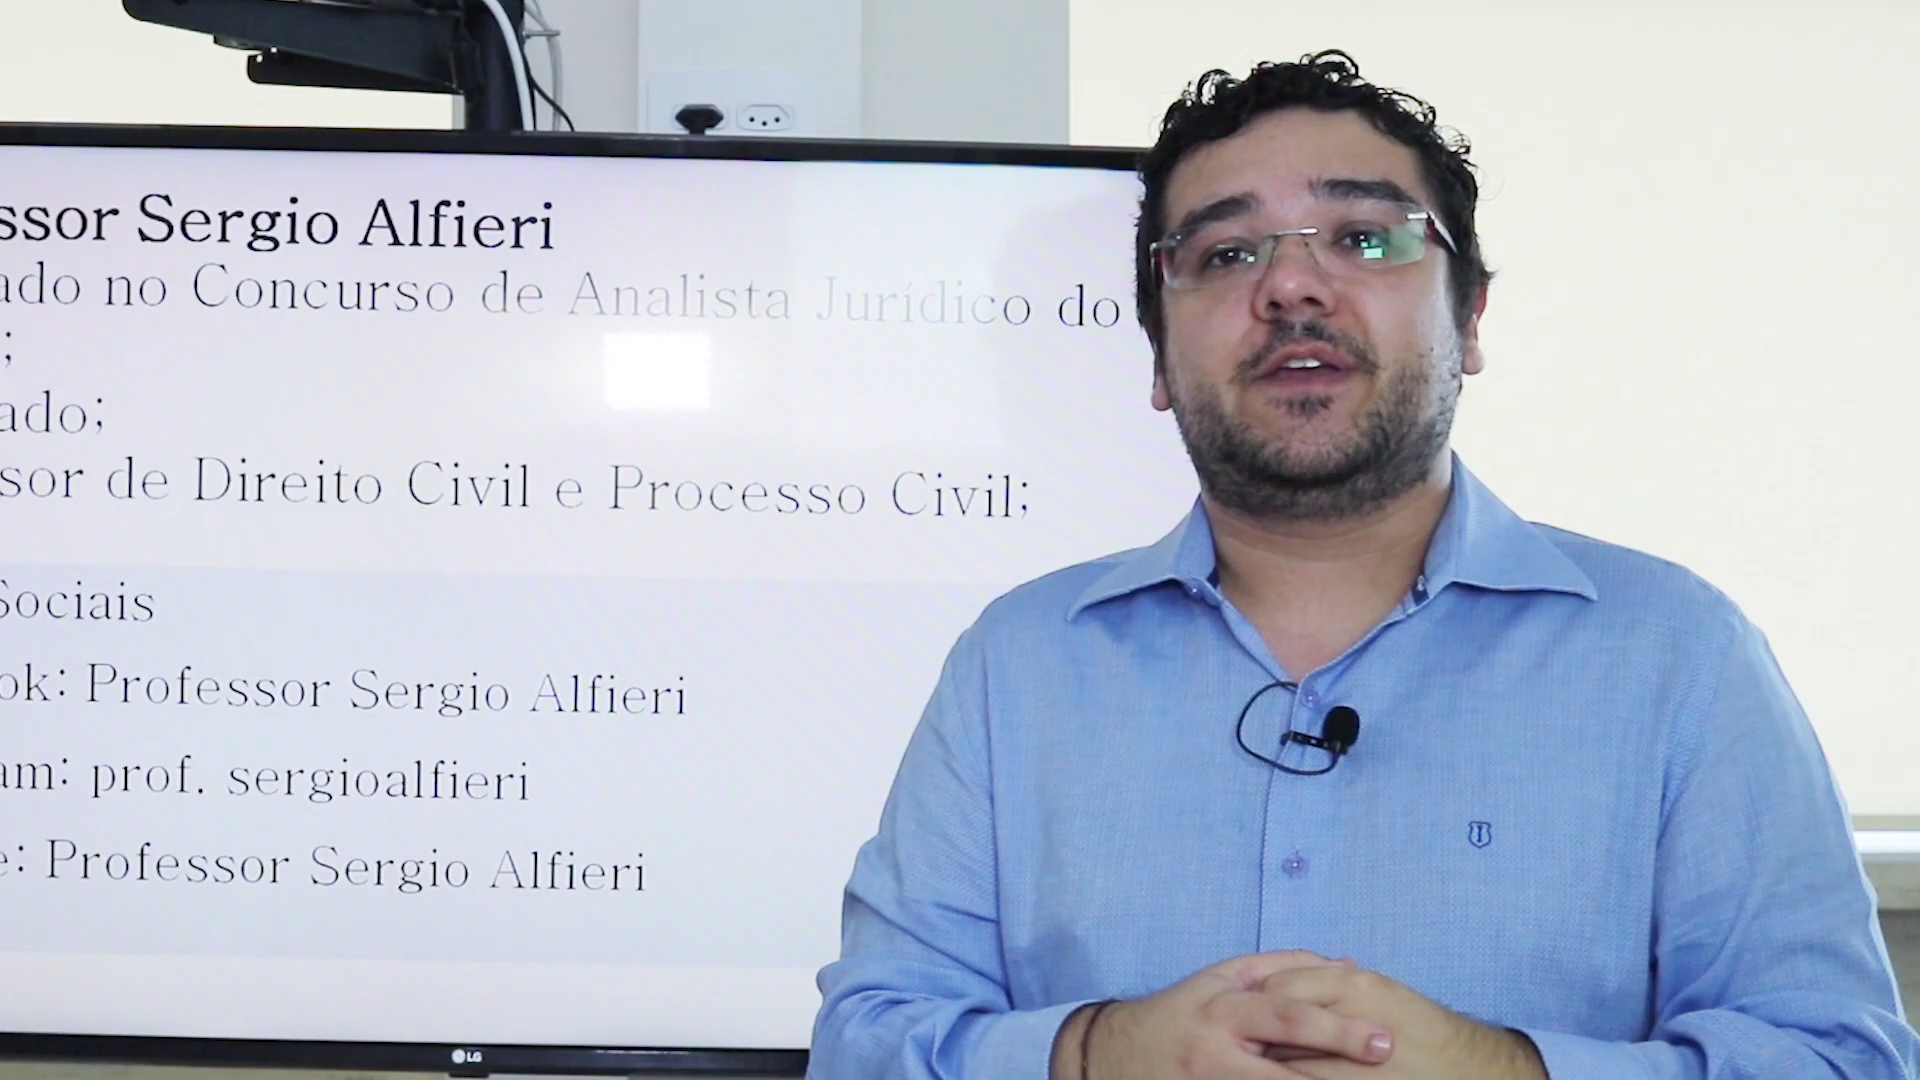 ssor Sergio Alfieri
ado no Concurso de Analista Jurídico do
;
ado;
sor de Direito Civil e Processo Civil;
Sociais
ok: Professor Sergio Alfieri
am: prof. sergioalfieri
e: Professor Sergio Alfieri
LG